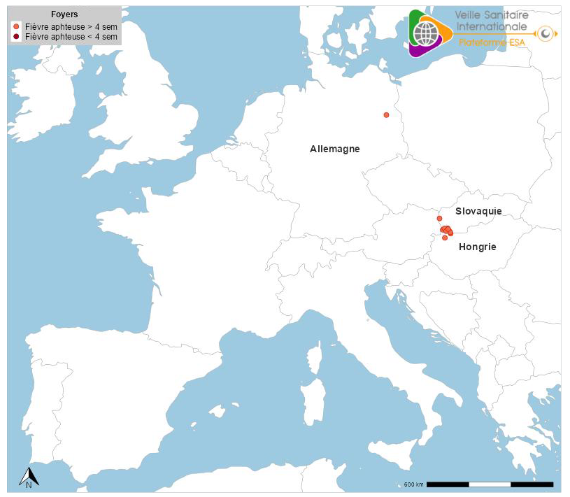 Foyers
Fièvre aphteuse > 4 sem
Fièvre aphteuse < 4 sem
Veille Sanitaire
Internationale
Plateforme-ESA
Allemagne
Slovaquie
Hongrie
N
600 km